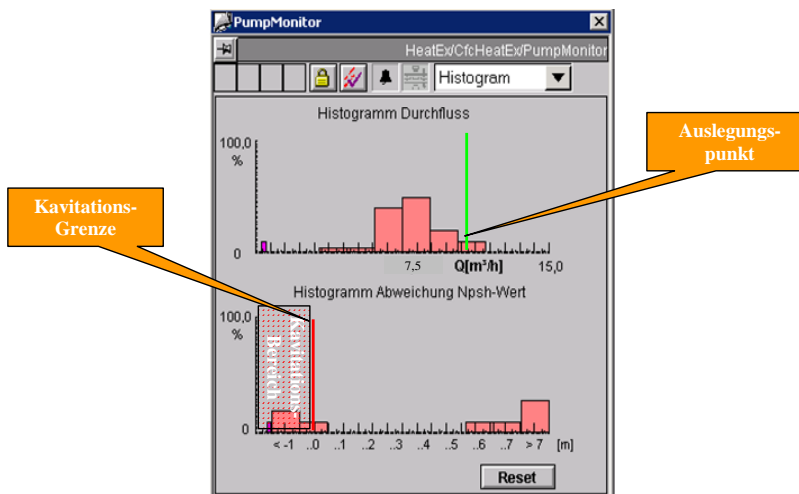 PumpMonitor
HeatEx/CfcHeatEx/PumpMonitor
Histogram
Histogramm Durchfluss
100,0
%
0
7,5
Q[m³/h]
15,0
Auslegungs-
punkt
Kavitations-
Grenze
Histogramm Abweichung Npsh-Wert
100,0
%
0
Kavitations
Bereich
< -1 ..0 ..1 ..2 ..3 ..4 ..5 ..6 ..7 > 7 [m]
Reset